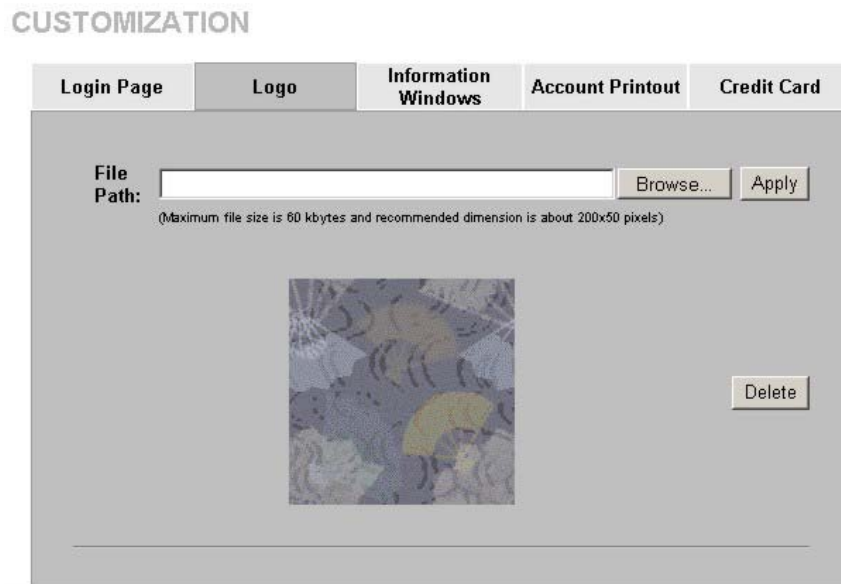 CUSTOMIZATION
Login Page
Logo
Information
Windows
Account Printout
Credit Card
File
Path:
Browse...
Apply
(Maximum file size is 60 kbytes and recommended dimension is about 200x50 pixels)
Delete